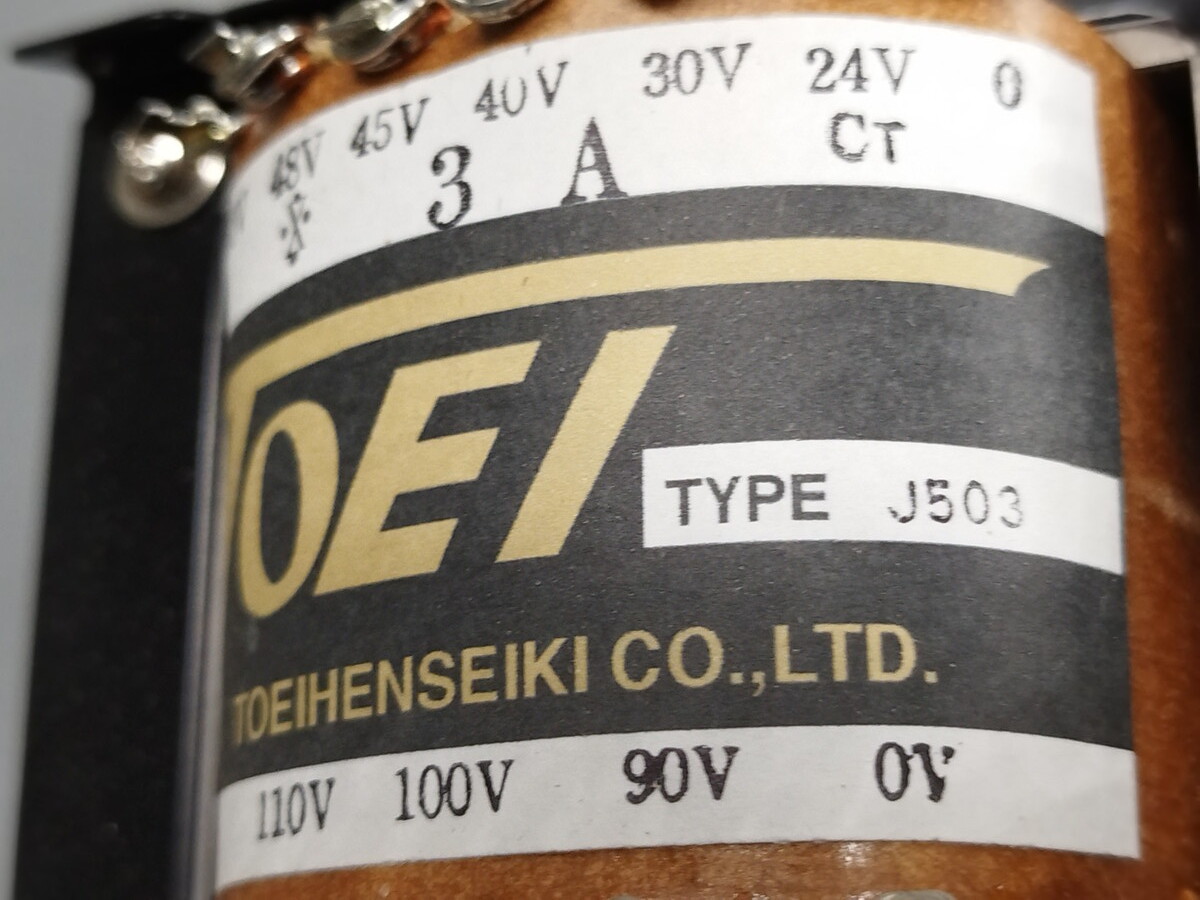 48V 45V 40V 30V 24V 0
※ 3 A CT
TOEI
TYPE J503
TOEIHENSEIKI CO.,LTD.
110V 100V 90V 0V